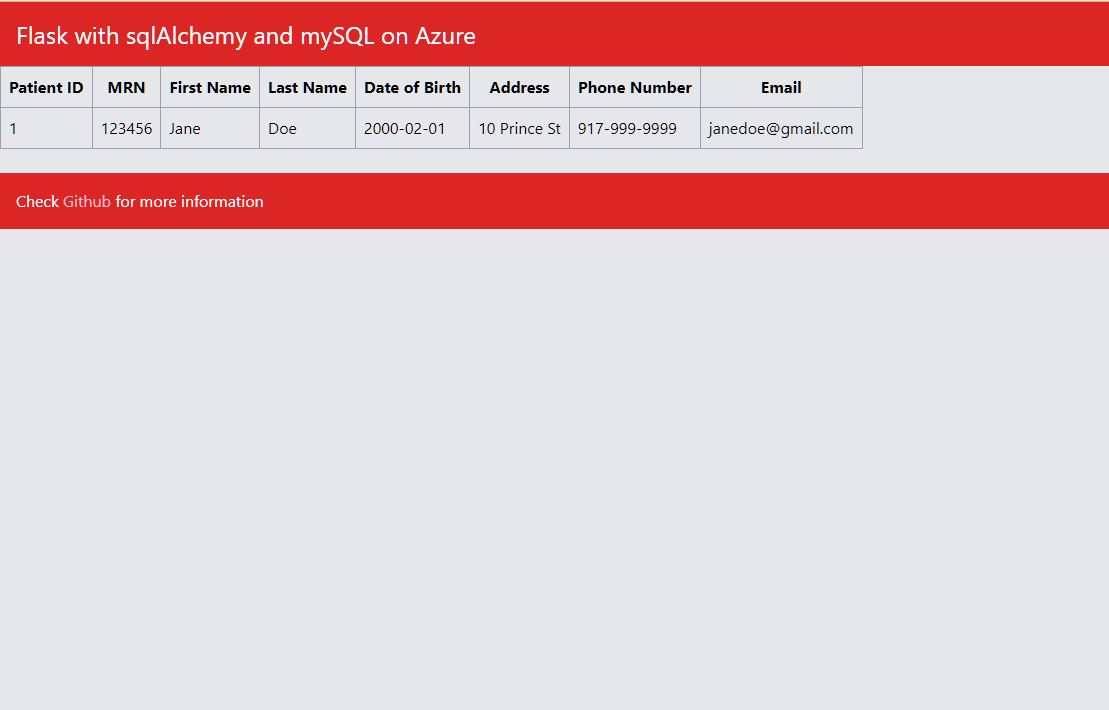 Flask with sqlAlchemy and mySQL on Azure
Patient ID MRN First Name Last Name Date of Birth Address Phone Number Email
1 123456 Jane Doe 2000-02-01 10 Prince St 917-999-9999 janedoe@gmail.com
Check Github for more information